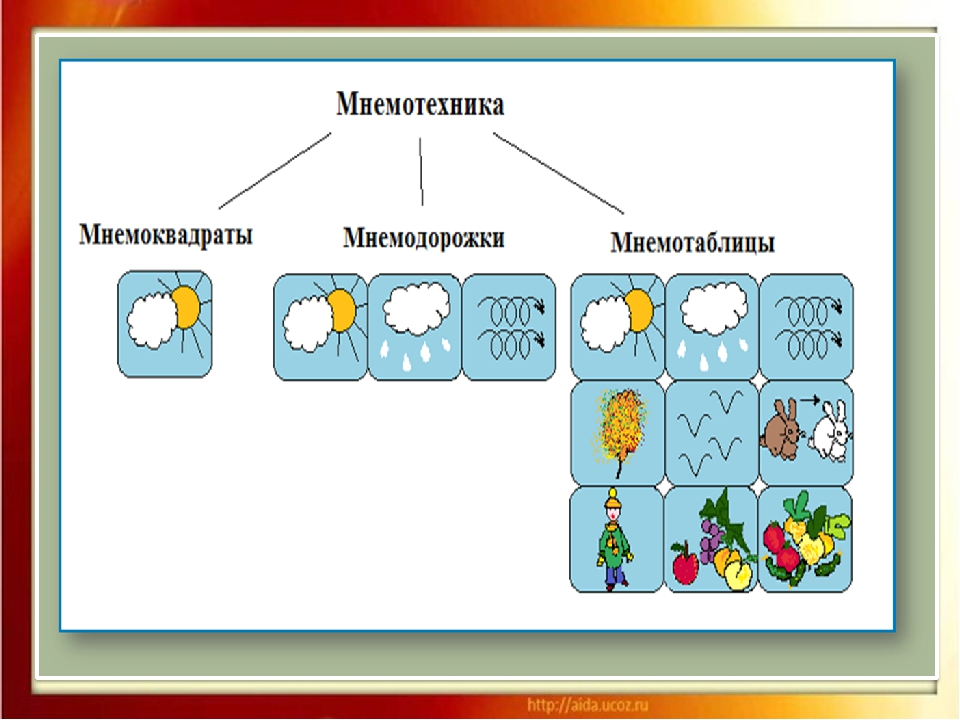 Мнемотехника
Мнемоквадраты
Мнемодорожки
Мнемотаблицы
http://aida.ucoz.ru